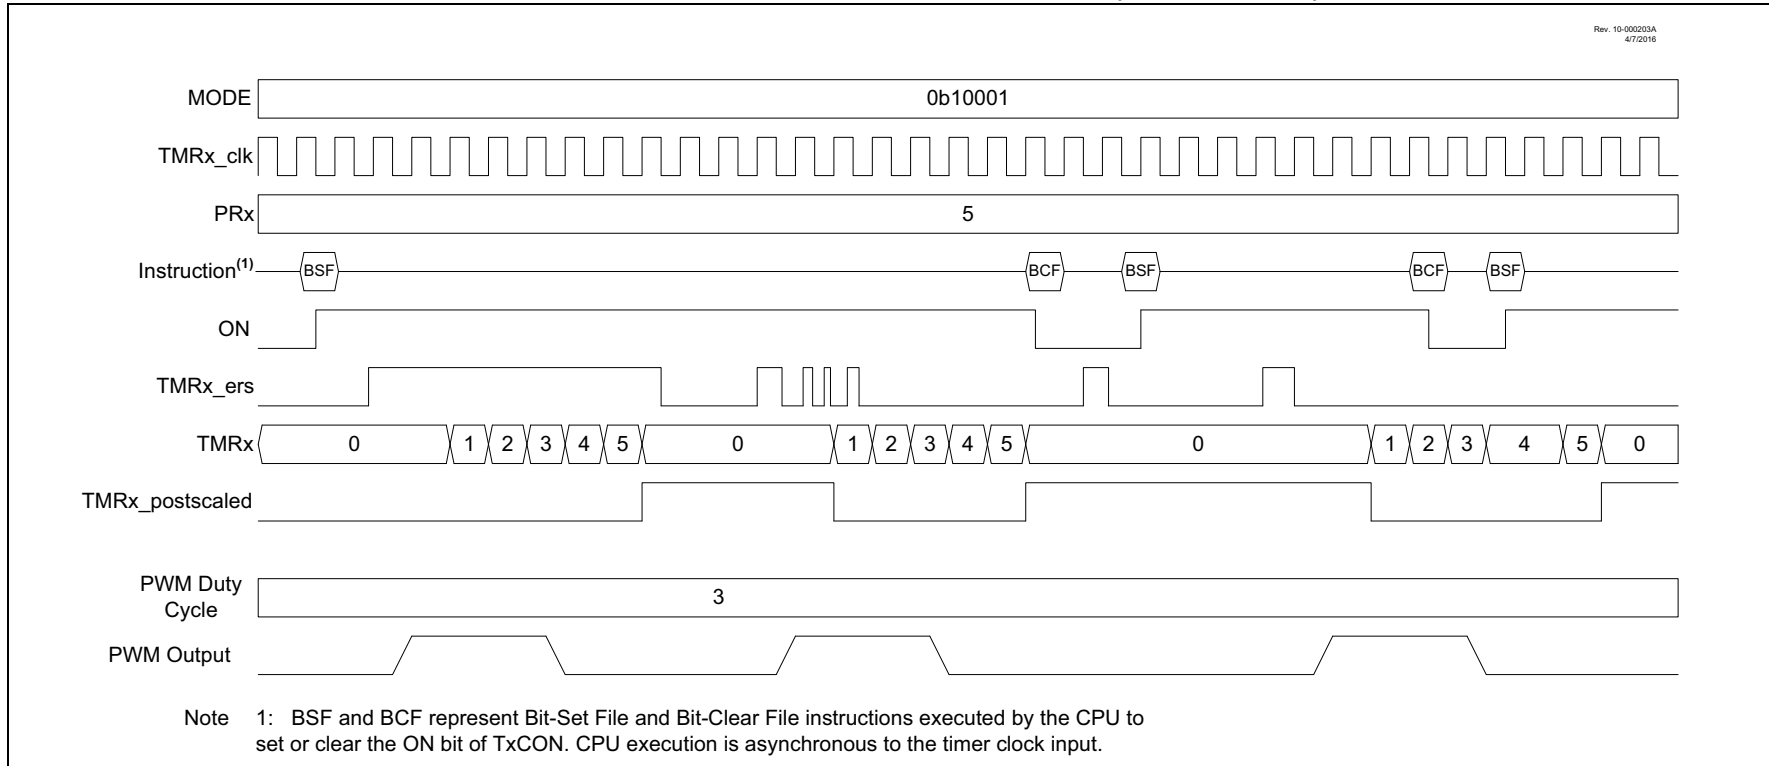 Rev. 10-000203A
4/7/2016
MODE 0b10001
TMRx_clk
PRx 5
Instruction(1) BSF BCF BSF BCF BSF
ON
TMRx_ers
TMRx 0 1 2 3 4 5 0 1 2 3 4 5 0 1 2 3 4 5 0
TMRx_postscaled
PWM Duty
Cycle 3
PWM Output
Note 1: BSF and BCF represent Bit-Set File and Bit-Clear File instructions executed by the CPU to
set or clear the ON bit of TxCON. CPU execution is asynchronous to the timer clock input.